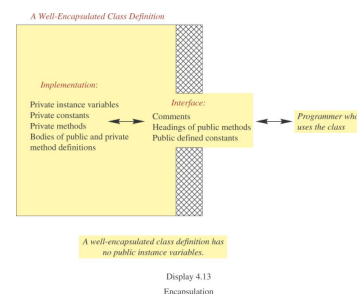 A Well-Encapsulated Class Definition
Implementation:
Private instance variables
Private constants
Private methods
Bodies of public and private
method definitions
Interface:
Comments
Headings of public methods
Public defined constants
Programmer who
uses the class
A well-encapsulated class definition has
no public instance variables.
Display 4.13
Encapsulation